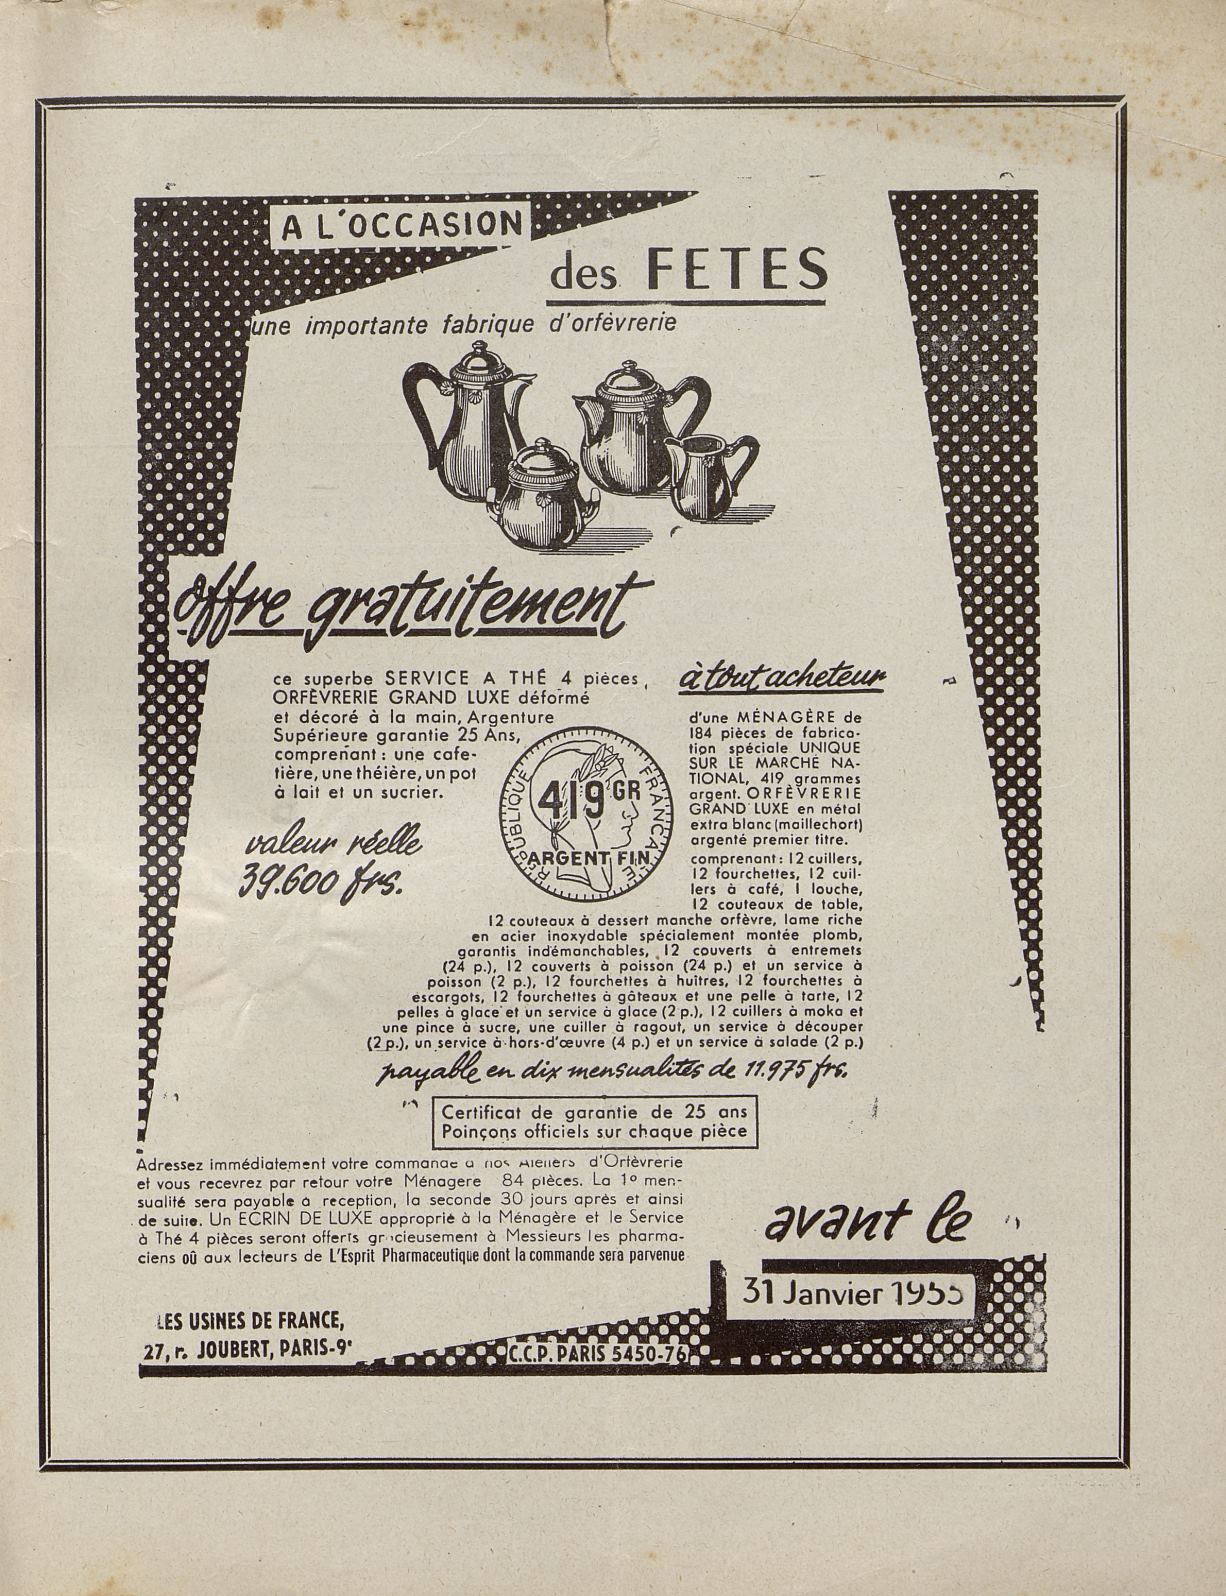 A L'OCCASION
des FETES
une importante fabrique d'orfèvrerie
offre gratuitement
ce superbe SERVICE A THÉ 4 pièces,
ORFÈVRERIE GRAND LUXE déformé
et décoré à la main, Argenture
Supérieure garantie 25 Ans,
comprenant : une cafe-
tière, une théière, un pot
à lait et un sucrier.
valeur réelle
39.600 frs.
RÉPUBLIQUE FRANÇAISE
419 GR
ARGENT FIN
à tout acheteur
d'une MÉNAGÈRE de
184 pièces de fabrica-
tion spéciale UNIQUE
SUR LE MARCHÉ NA-
TIONAL, 419 grammes
argent. ORFÈVRERIE
GRAND LUXE en métal
extra blanc (maillechort)
argenté premier titre.
comprenant : 12 cuillers,
12 fourchettes, 12 cuil-
lers à café, 1 louche,
12 couteaux de table,
12 couteaux à dessert manche orfèvre, lame riche
en acier inoxydable spécialement montée plomb,
garantis indémanchables, 12 couverts à entremets
(24 p.), 12 couverts à poisson (24 p.) et un service à
poisson (2 p.), 12 fourchettes à huîtres, 12 fourchettes à
escargots, 12 fourchettes à gâteaux et une pelle à tarte, 12
pelles à glace et un service à glace (2 p.), 12 cuillers à moka et
une pince à sucre, une cuiller à ragout, un service à découper
(2 p.), un service à hors-d'œuvre (4 p.) et un service à salade (2 p.)
payable en dix mensualités de 11.975 frs.
Certificat de garantie de 25 ans
Poinçons officiels sur chaque pièce
Adressez immédiatement votre commande à nos Ateliers d'Orfèvrerie
et vous recevrez par retour votre Ménagere 84 pièces. La 1º men-
sualité sera payable à reception, la seconde 30 jours après et ainsi
de suite. Un ECRIN DE LUXE approprié à la Ménagère et le Service
à Thé 4 pièces seront offerts gracieusement à Messieurs les pharma-
ciens où aux lecteurs de L'Esprit Pharmaceutique dont la commande sera parvenue
avant le
31 Janvier 1955
LES USINES DE FRANCE,
27, r. JOUBERT, PARIS-9e
C.C.P. PARIS 5450-76